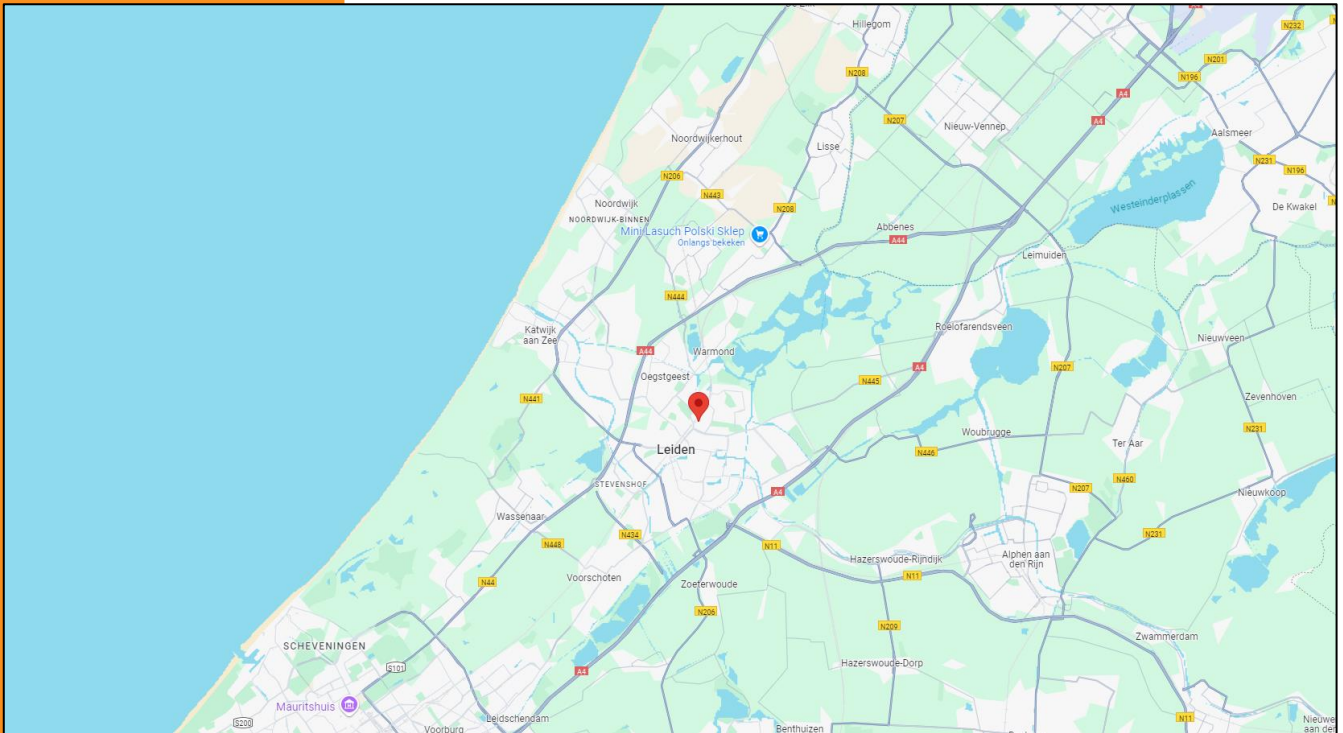 Hillegom
N232
N201
N208
N196
A4
N207
A4
Nieuw-Vennep
Aalsmeer
Noordwijkerhout
Lisse
N231
N196
N206
N443
Westeinderplassen
Noordwijk
N208
De Kwakel
NOORDWIJK-BINNEN
Mini Lasuch Polski Sklep
Onlangs bekeken
Abbenes
A44
Leimuiden
N444
Katwijk
aan Zee
Roelofarendsveen
Nieuwveen
A44
Warmond
A4
N207
Oegstgeest
N445
N441
Zevenhoven
N231
Woubrugge
Ter Aar
Leiden
N446
STEVENSHOF
N460
N207
A4
Nieuwkoop
Wassenaar
N434
N231
N448
N11
Hazerswoude-Rijndijk
Alphen aan
den Rijn
Voorschoten
N11
N44
Zoeterwoude
N206
N209
Zwammerdam
SCHEVENINGEN
Hazerswoude-Dorp
S101
A4
Mauritshuis
S200
Leidschendam
N11
Voorburg
Benthuizen